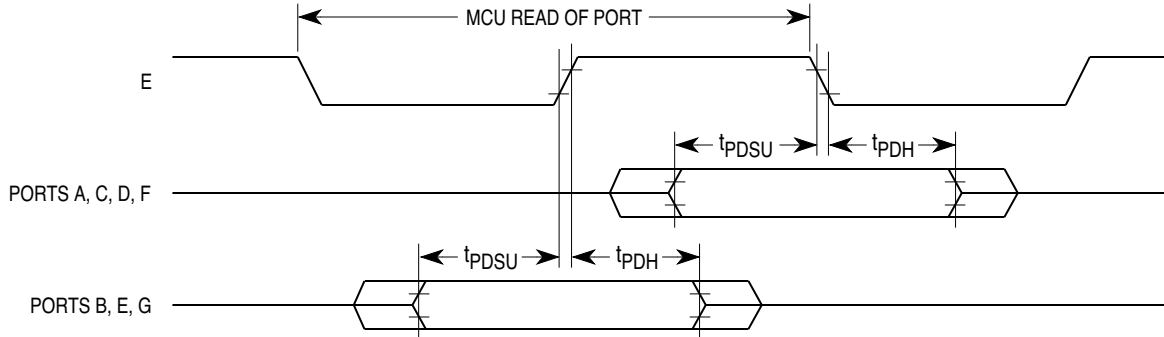 MCU READ OF PORT
E
tPDSU
tPDH
PORTS A, C, D, F
tPDSU
tPDH
PORTS B, E, G